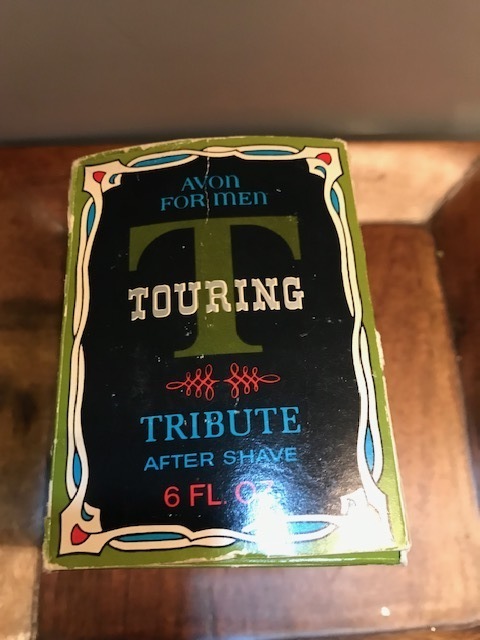 AVON
FOR MEN
T
TOURING
TRIBUTE
AFTER SHAVE
6 FL. OZ.